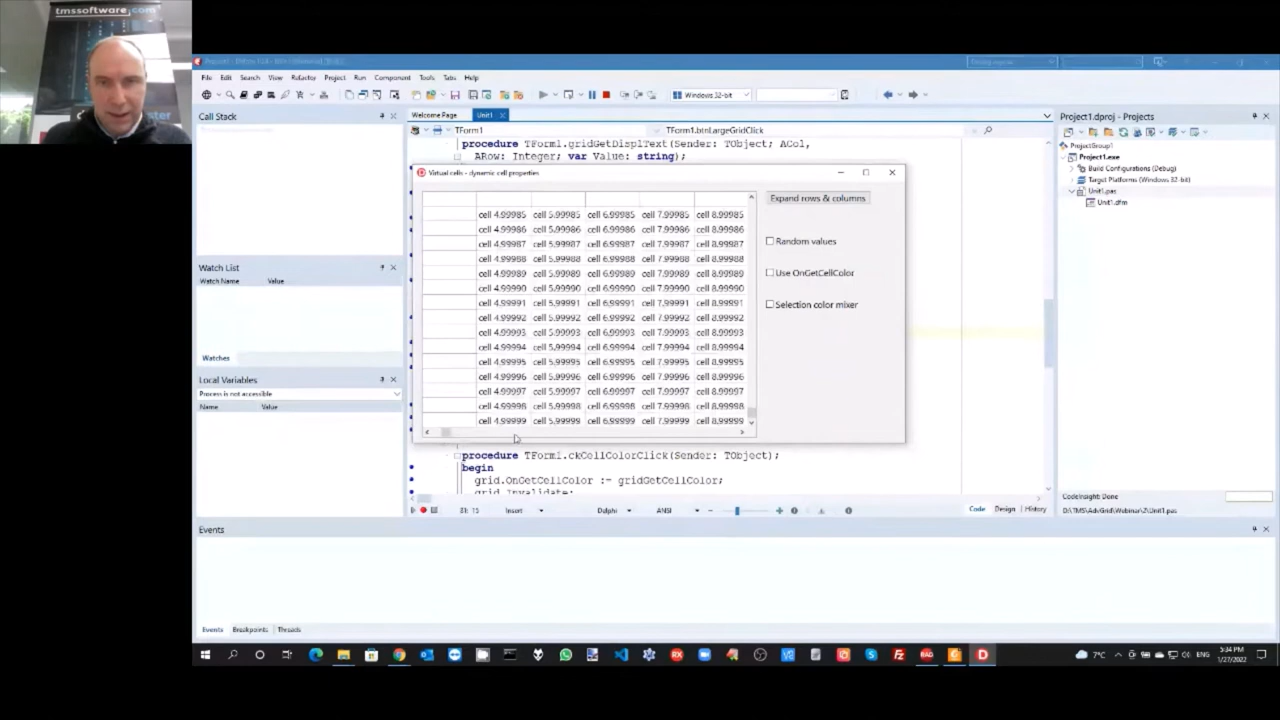 tmssoftware.com
File Edit Search View Refactor Project Run Component Tools Tabs Help
Windows 32-bit
Call Stack
Welcome Page
Unit1
Project1.dproj - Projects
TForm1
TForm1.btnLargeGridClick
procedure TForm1.gridGetDisplText(Sender: TObject; ACol,
ARow: Integer; var Value: string);
ProjectGroup1
Project1.exe
Build Configurations (Debug)
Target Platforms (Windows 32-bit)
Unit1.pas
Unit1.dfm
Virtual cells - dynamic cell properties
Expand rows & columns
Random values
Use OnGetCellColor
Selection color mixer
cell 4.99985 cell 5.99985 cell 6.99985 cell 7.99985 cell 8.99985
cell 4.99986 cell 5.99986 cell 6.99986 cell 7.99986 cell 8.99986
cell 4.99987 cell 5.99987 cell 6.99987 cell 7.99987 cell 8.99987
cell 4.99988 cell 5.99988 cell 6.99988 cell 7.99988 cell 8.99988
cell 4.99989 cell 5.99989 cell 6.99989 cell 7.99989 cell 8.99989
cell 4.99990 cell 5.99990 cell 6.99990 cell 7.99990 cell 8.99990
cell 4.99991 cell 5.99991 cell 6.99991 cell 7.99991 cell 8.99991
cell 4.99992 cell 5.99992 cell 6.99992 cell 7.99992 cell 8.99992
cell 4.99993 cell 5.99993 cell 6.99993 cell 7.99993 cell 8.99993
cell 4.99994 cell 5.99994 cell 6.99994 cell 7.99994 cell 8.99994
cell 4.99995 cell 5.99995 cell 6.99995 cell 7.99995 cell 8.99995
cell 4.99996 cell 5.99996 cell 6.99996 cell 7.99996 cell 8.99996
cell 4.99997 cell 5.99997 cell 6.99997 cell 7.99997 cell 8.99997
cell 4.99998 cell 5.99998 cell 6.99998 cell 7.99998 cell 8.99998
cell 4.99999 cell 5.99999 cell 6.99999 cell 7.99999 cell 8.99999
Watch List
Watch Name Value
Watches
Local Variables
Process is not accessible
Name Value
procedure TForm1.ckCellColorClick(Sender: TObject);
begin
grid.OnGetCellColor := gridGetCellColor;
grid.Invalidate;
81: 15 Insert Delphi ANSI
Code Design History
CodeInsight: Done
D:\TMS\AdvGrid\Webinar\2\Unit1.pas
Events
Events Breakpoints Threads
7°C
ENG
5:34 PM
1/27/2022